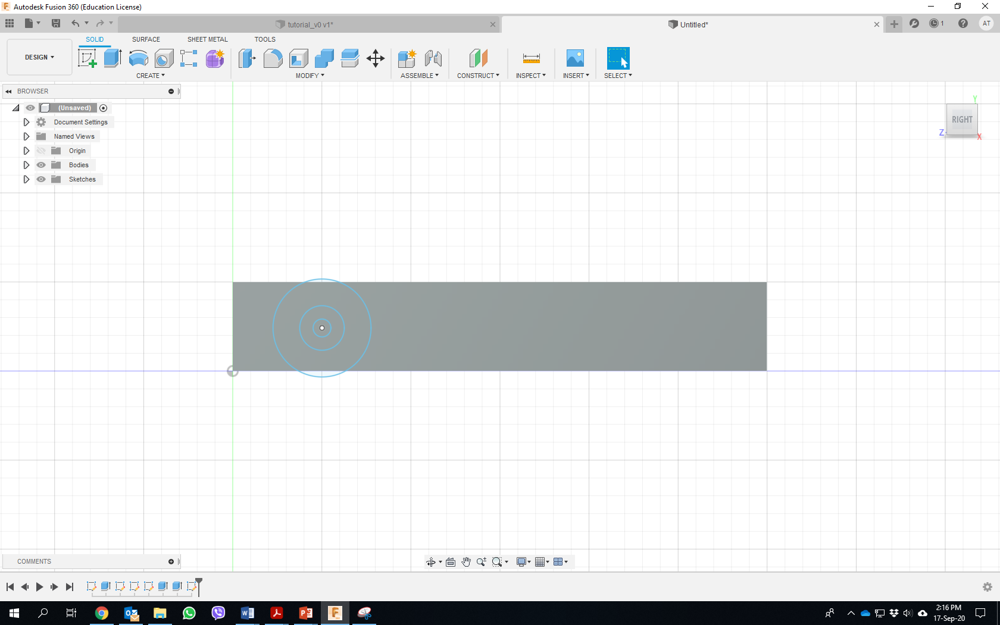 Autodesk Fusion 360 (Education License)
tutorial_v0 v1*
Untitled*
1
AT
DESIGN
SOLID
SURFACE
SHEET METAL
TOOLS
CREATE
MODIFY
ASSEMBLE
CONSTRUCT
INSPECT
INSERT
SELECT
BROWSER
(Unsaved)
Document Settings
Named Views
Origin
Bodies
Sketches
Y
RIGHT
Z
X
COMMENTS
2:16 PM
17-Sep-20